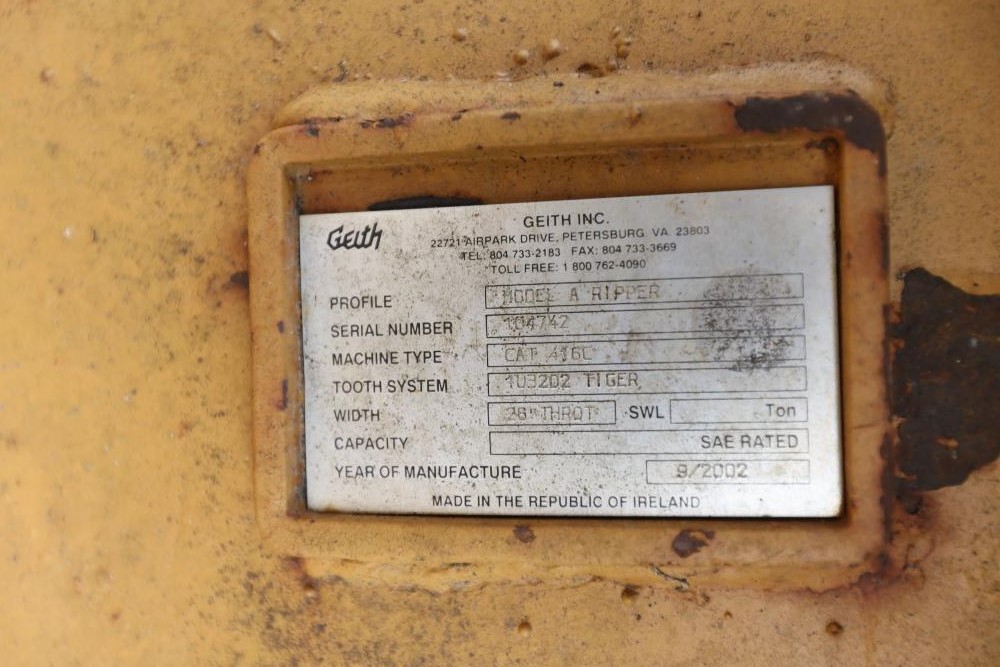 Geith
GEITH INC.
22721 AIRPARK DRIVE, PETERSBURG, VA. 23803
TEL: 804 733-2183 FAX: 804 733-3669
TOLL FREE: 1 800 762-4090
PROFILE MODEL A RIPPER
SERIAL NUMBER 104742
MACHINE TYPE CAT 416C
TOOTH SYSTEM 1U3202 TIGER
WIDTH SWL Ton
CAPACITY SAE RATED
YEAR OF MANUFACTURE 9/2002
MADE IN THE REPUBLIC OF IRELAND